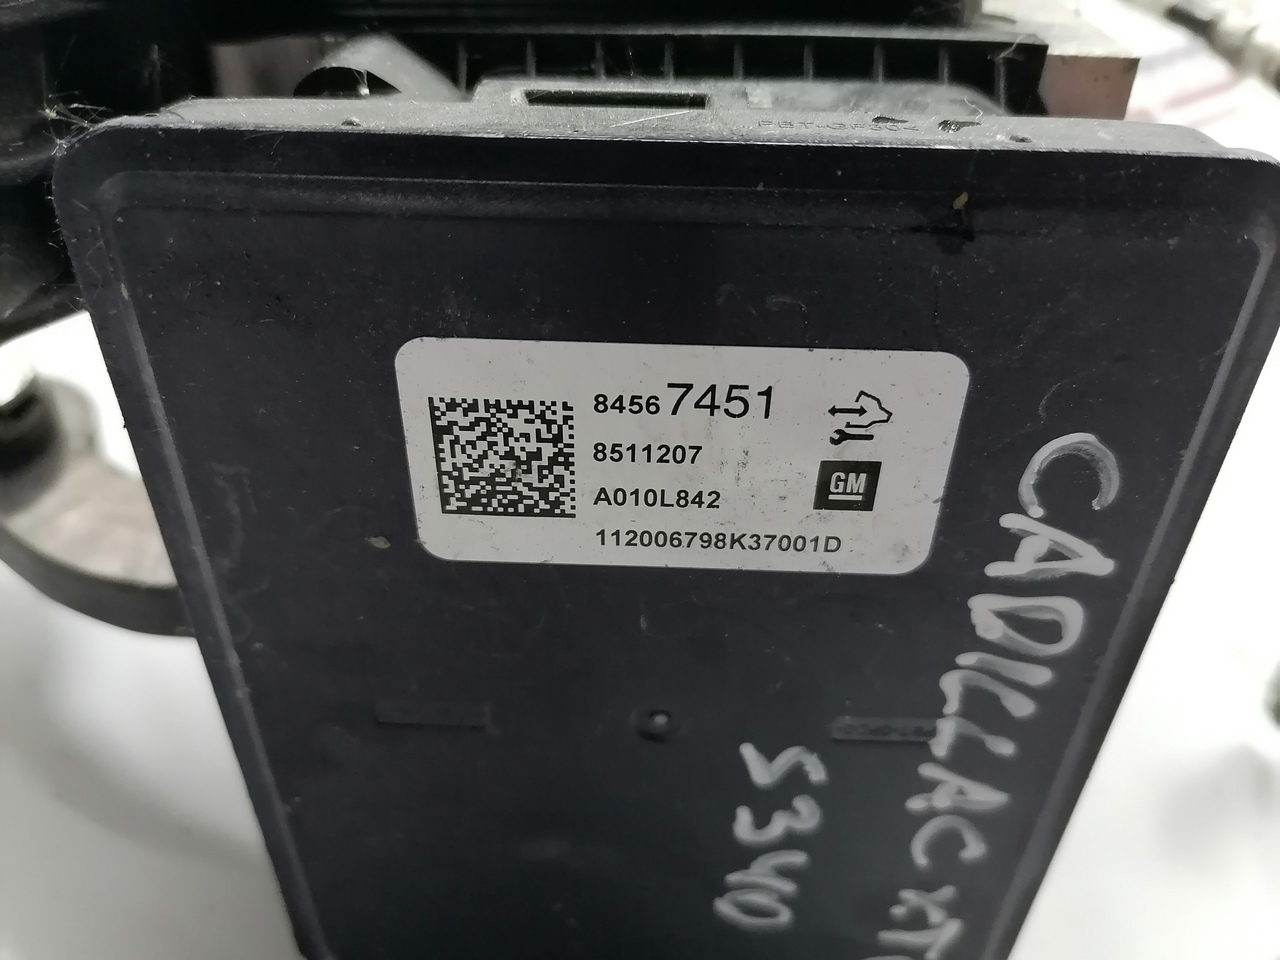 84567451
8511207
A010L842
GM
112006798K37001D
CADILLAC XT
S340